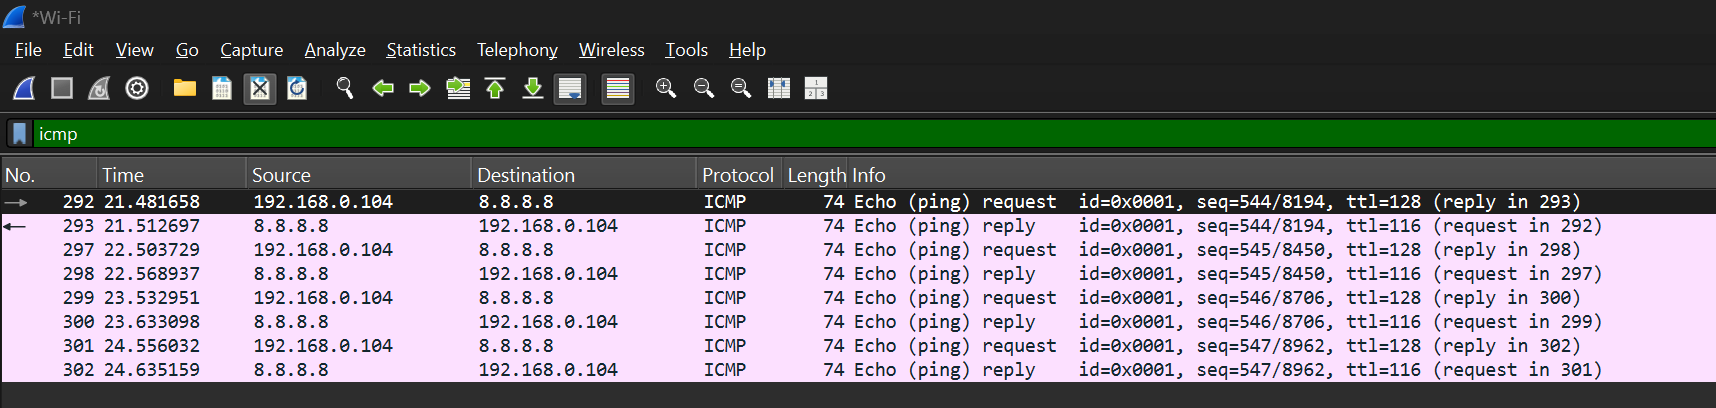 *Wi-Fi
File Edit View Go Capture Analyze Statistics Telephony Wireless Tools Help
icmp
No. Time Source Destination Protocol Length Info
292 21.481658 192.168.0.104 8.8.8.8 ICMP 74 Echo (ping) request id=0x0001, seq=544/8194, ttl=128 (reply in 293)
293 21.512697 8.8.8.8 192.168.0.104 ICMP 74 Echo (ping) reply id=0x0001, seq=544/8194, ttl=116 (request in 292)
297 22.503729 192.168.0.104 8.8.8.8 ICMP 74 Echo (ping) request id=0x0001, seq=545/8450, ttl=128 (reply in 298)
298 22.568937 8.8.8.8 192.168.0.104 ICMP 74 Echo (ping) reply id=0x0001, seq=545/8450, ttl=116 (request in 297)
299 23.532951 192.168.0.104 8.8.8.8 ICMP 74 Echo (ping) request id=0x0001, seq=546/8706, ttl=128 (reply in 300)
300 23.633098 8.8.8.8 192.168.0.104 ICMP 74 Echo (ping) reply id=0x0001, seq=546/8706, ttl=116 (request in 299)
301 24.556032 192.168.0.104 8.8.8.8 ICMP 74 Echo (ping) request id=0x0001, seq=547/8962, ttl=128 (reply in 302)
302 24.635159 8.8.8.8 192.168.0.104 ICMP 74 Echo (ping) reply id=0x0001, seq=547/8962, ttl=116 (request in 301)